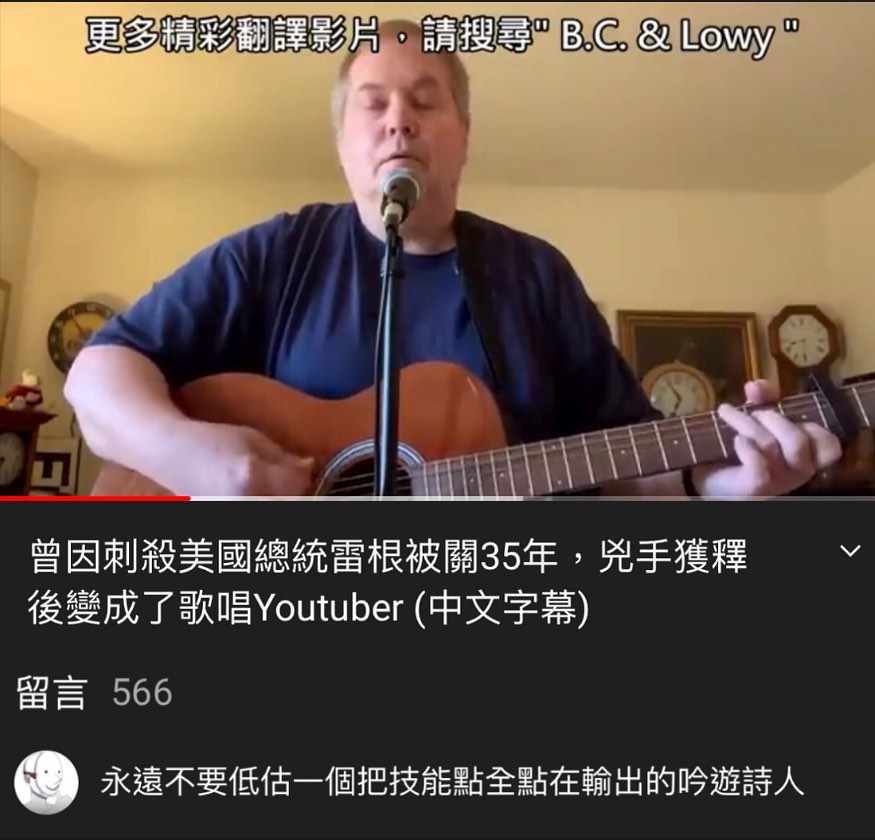 更多精彩翻譯影片，請搜尋" B.C. & Lowy "
曾因刺殺美國總統雷根被關35年，兇手獲釋
後變成了歌唱Youtuber (中文字幕)
留言 566
永遠不要低估一個把技能點全點在輸出的吟遊詩人